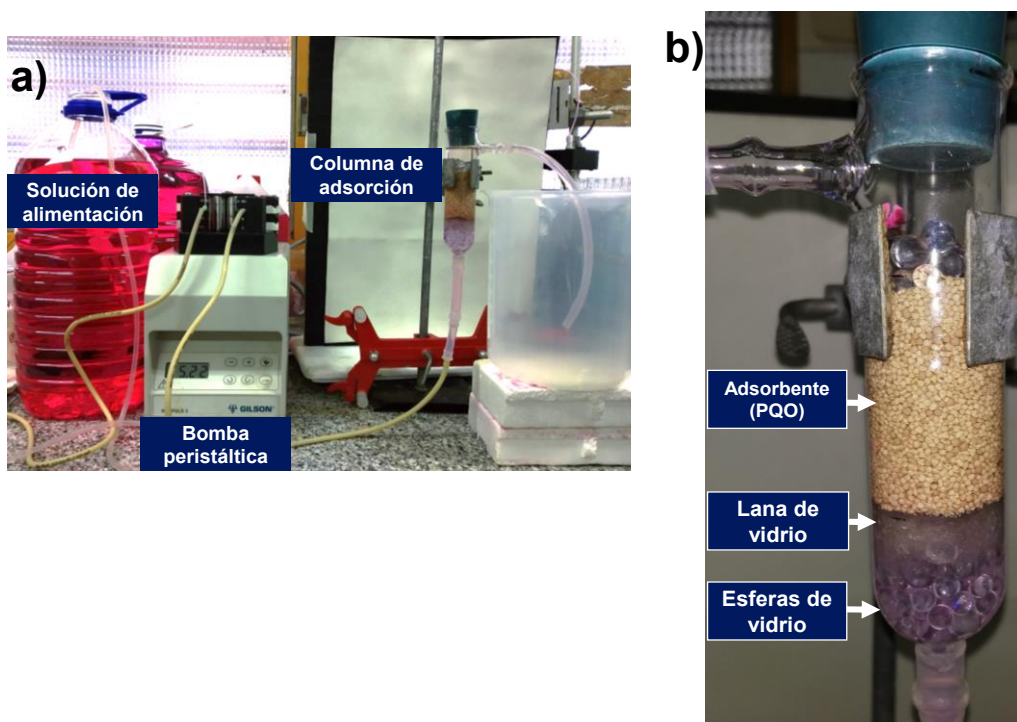 a)
Solución de
alimentación
Columna de
adsorción
GILSON
Bomba
peristáltica
b)
Adsorbente
(PQO)
Lana de
vidrio
Esferas de
vidrio